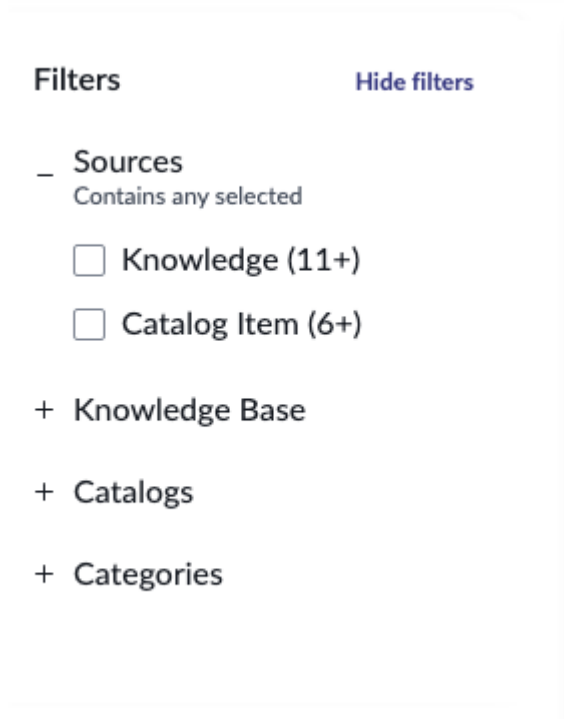 Filters
Hide filters
Sources
Contains any selected
Knowledge (11+)
Catalog Item (6+)
Knowledge Base
Catalogs
Categories